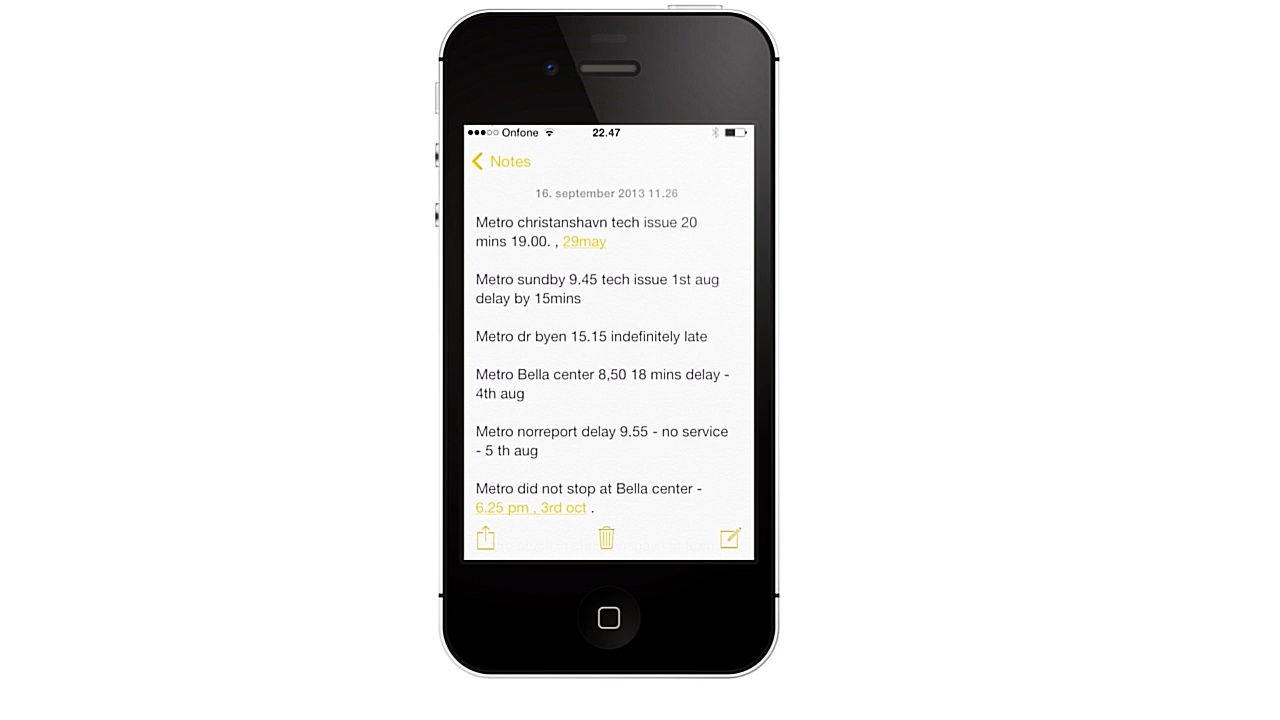 Onfone 22.47
Notes
16. september 2013 11.26
Metro christanshavn tech issue 20
mins 19.00. , 29may
Metro sundby 9.45 tech issue 1st aug
delay by 15mins
Metro dr byen 15.15 indefinitely late
Metro Bella center 8,50 18 mins delay -
4th aug
Metro norreport delay 9.55 - no service
- 5 th aug
Metro did not stop at Bella center -
6.25 pm , 3rd oct .